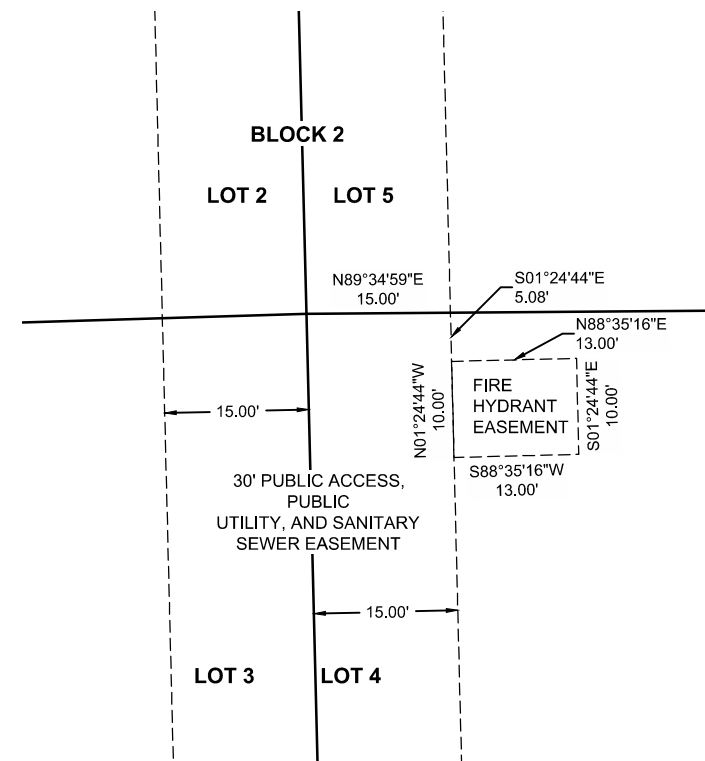 BLOCK 2
LOT 2
LOT 5
N89°34'59"E
15.00'
S01°24'44"E
5.08'
N88°35'16"E
13.00'
N01°24'44"W
10.00'
FIRE
HYDRANT
EASEMENT
S01°24'44"E
10.00'
15.00'
S88°35'16"W
13.00'
30' PUBLIC ACCESS,
PUBLIC
UTILITY, AND SANITARY
SEWER EASEMENT
15.00'
LOT 3
LOT 4